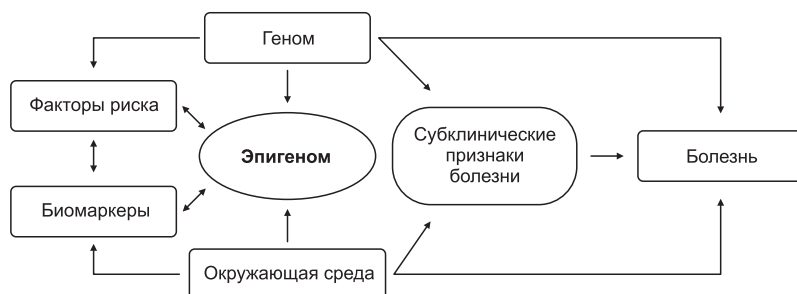 Геном
Факторы риска
Эпигеном
Субклинические
признаки
болезни
Болезнь
Биомаркеры
Окружающая среда